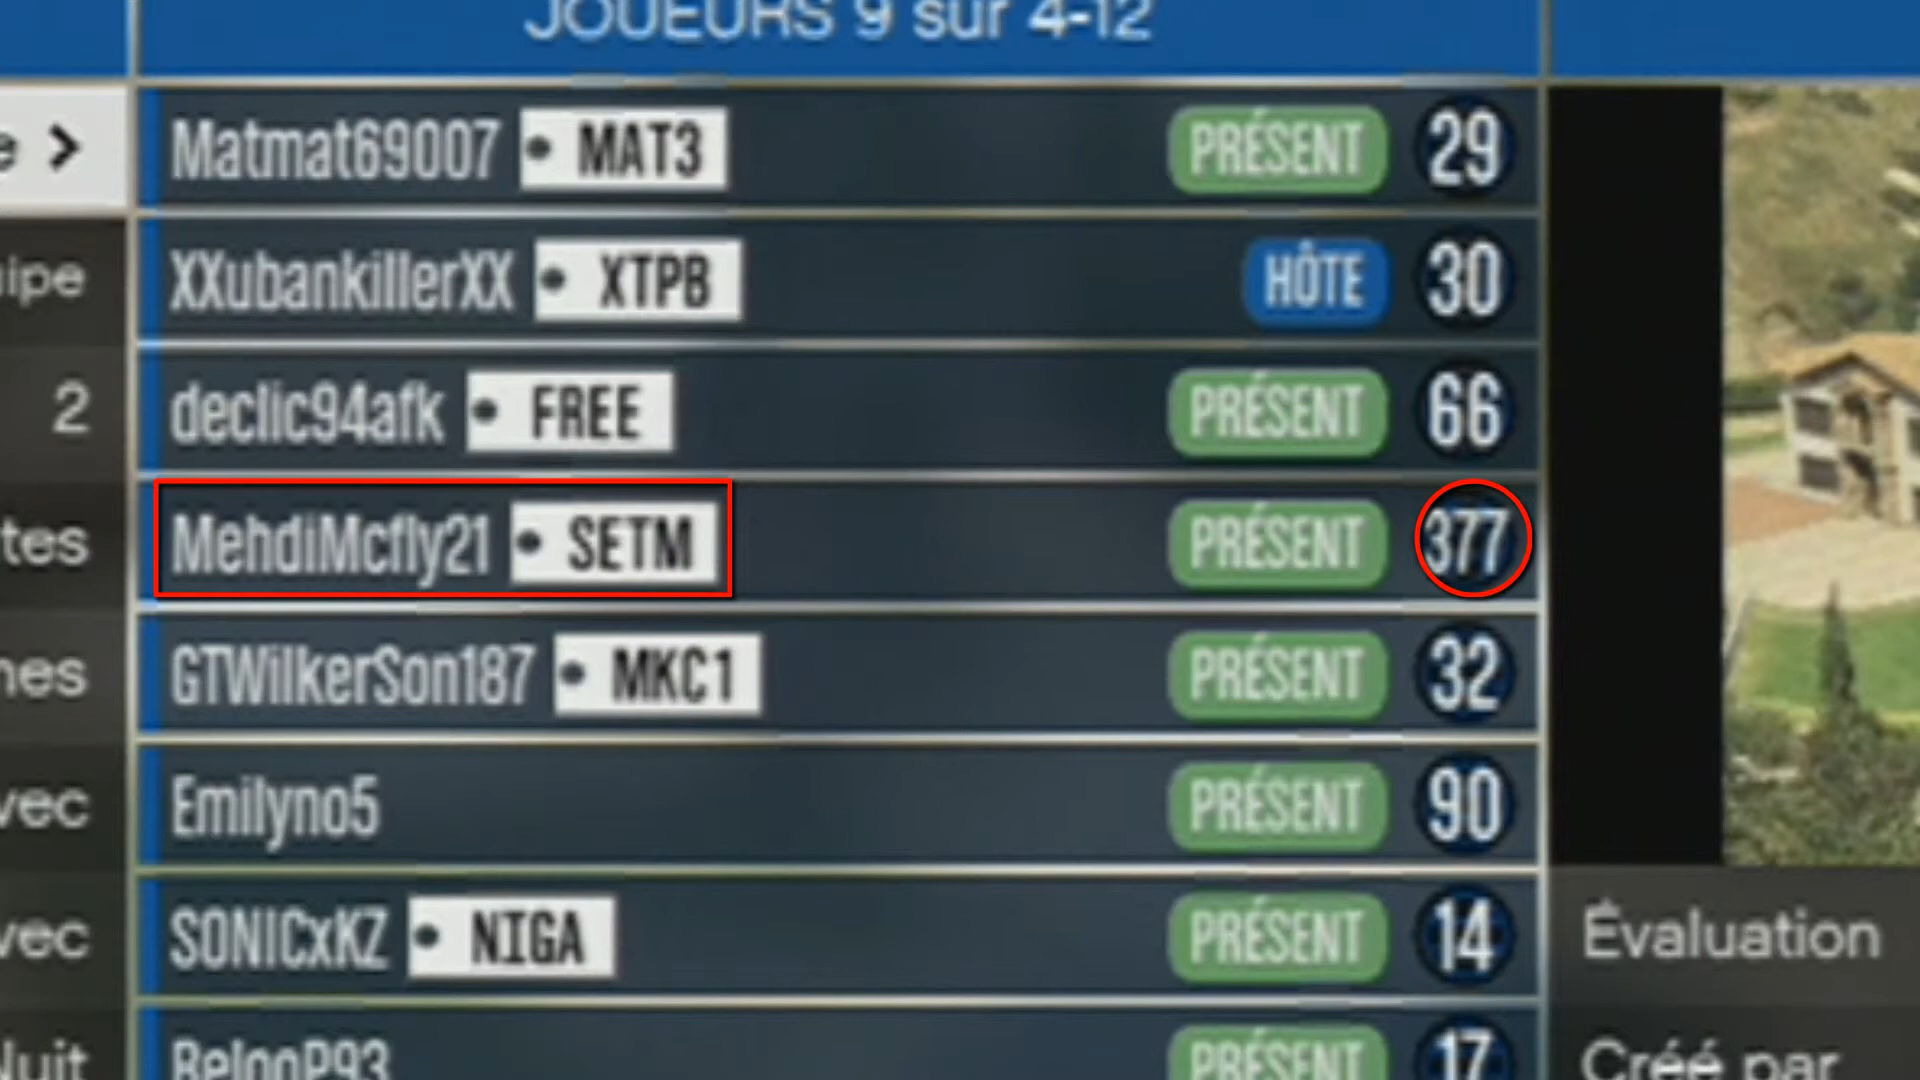 JOUEURS 9 sur 4-12
Matmat69007 MAT3 PRÉSENT 29
XXubankillerXX XTPB HÔTE 30
2 declic94afk FREE PRÉSENT 66
MehdiMcfly21 SETM PRÉSENT 377
GTWilkerSon187 MKC1 PRÉSENT 32
Emilyno5 PRÉSENT 90
SONICxKZ NIGA PRÉSENT 14
Évaluation
PRÉSENT 17
Créé par